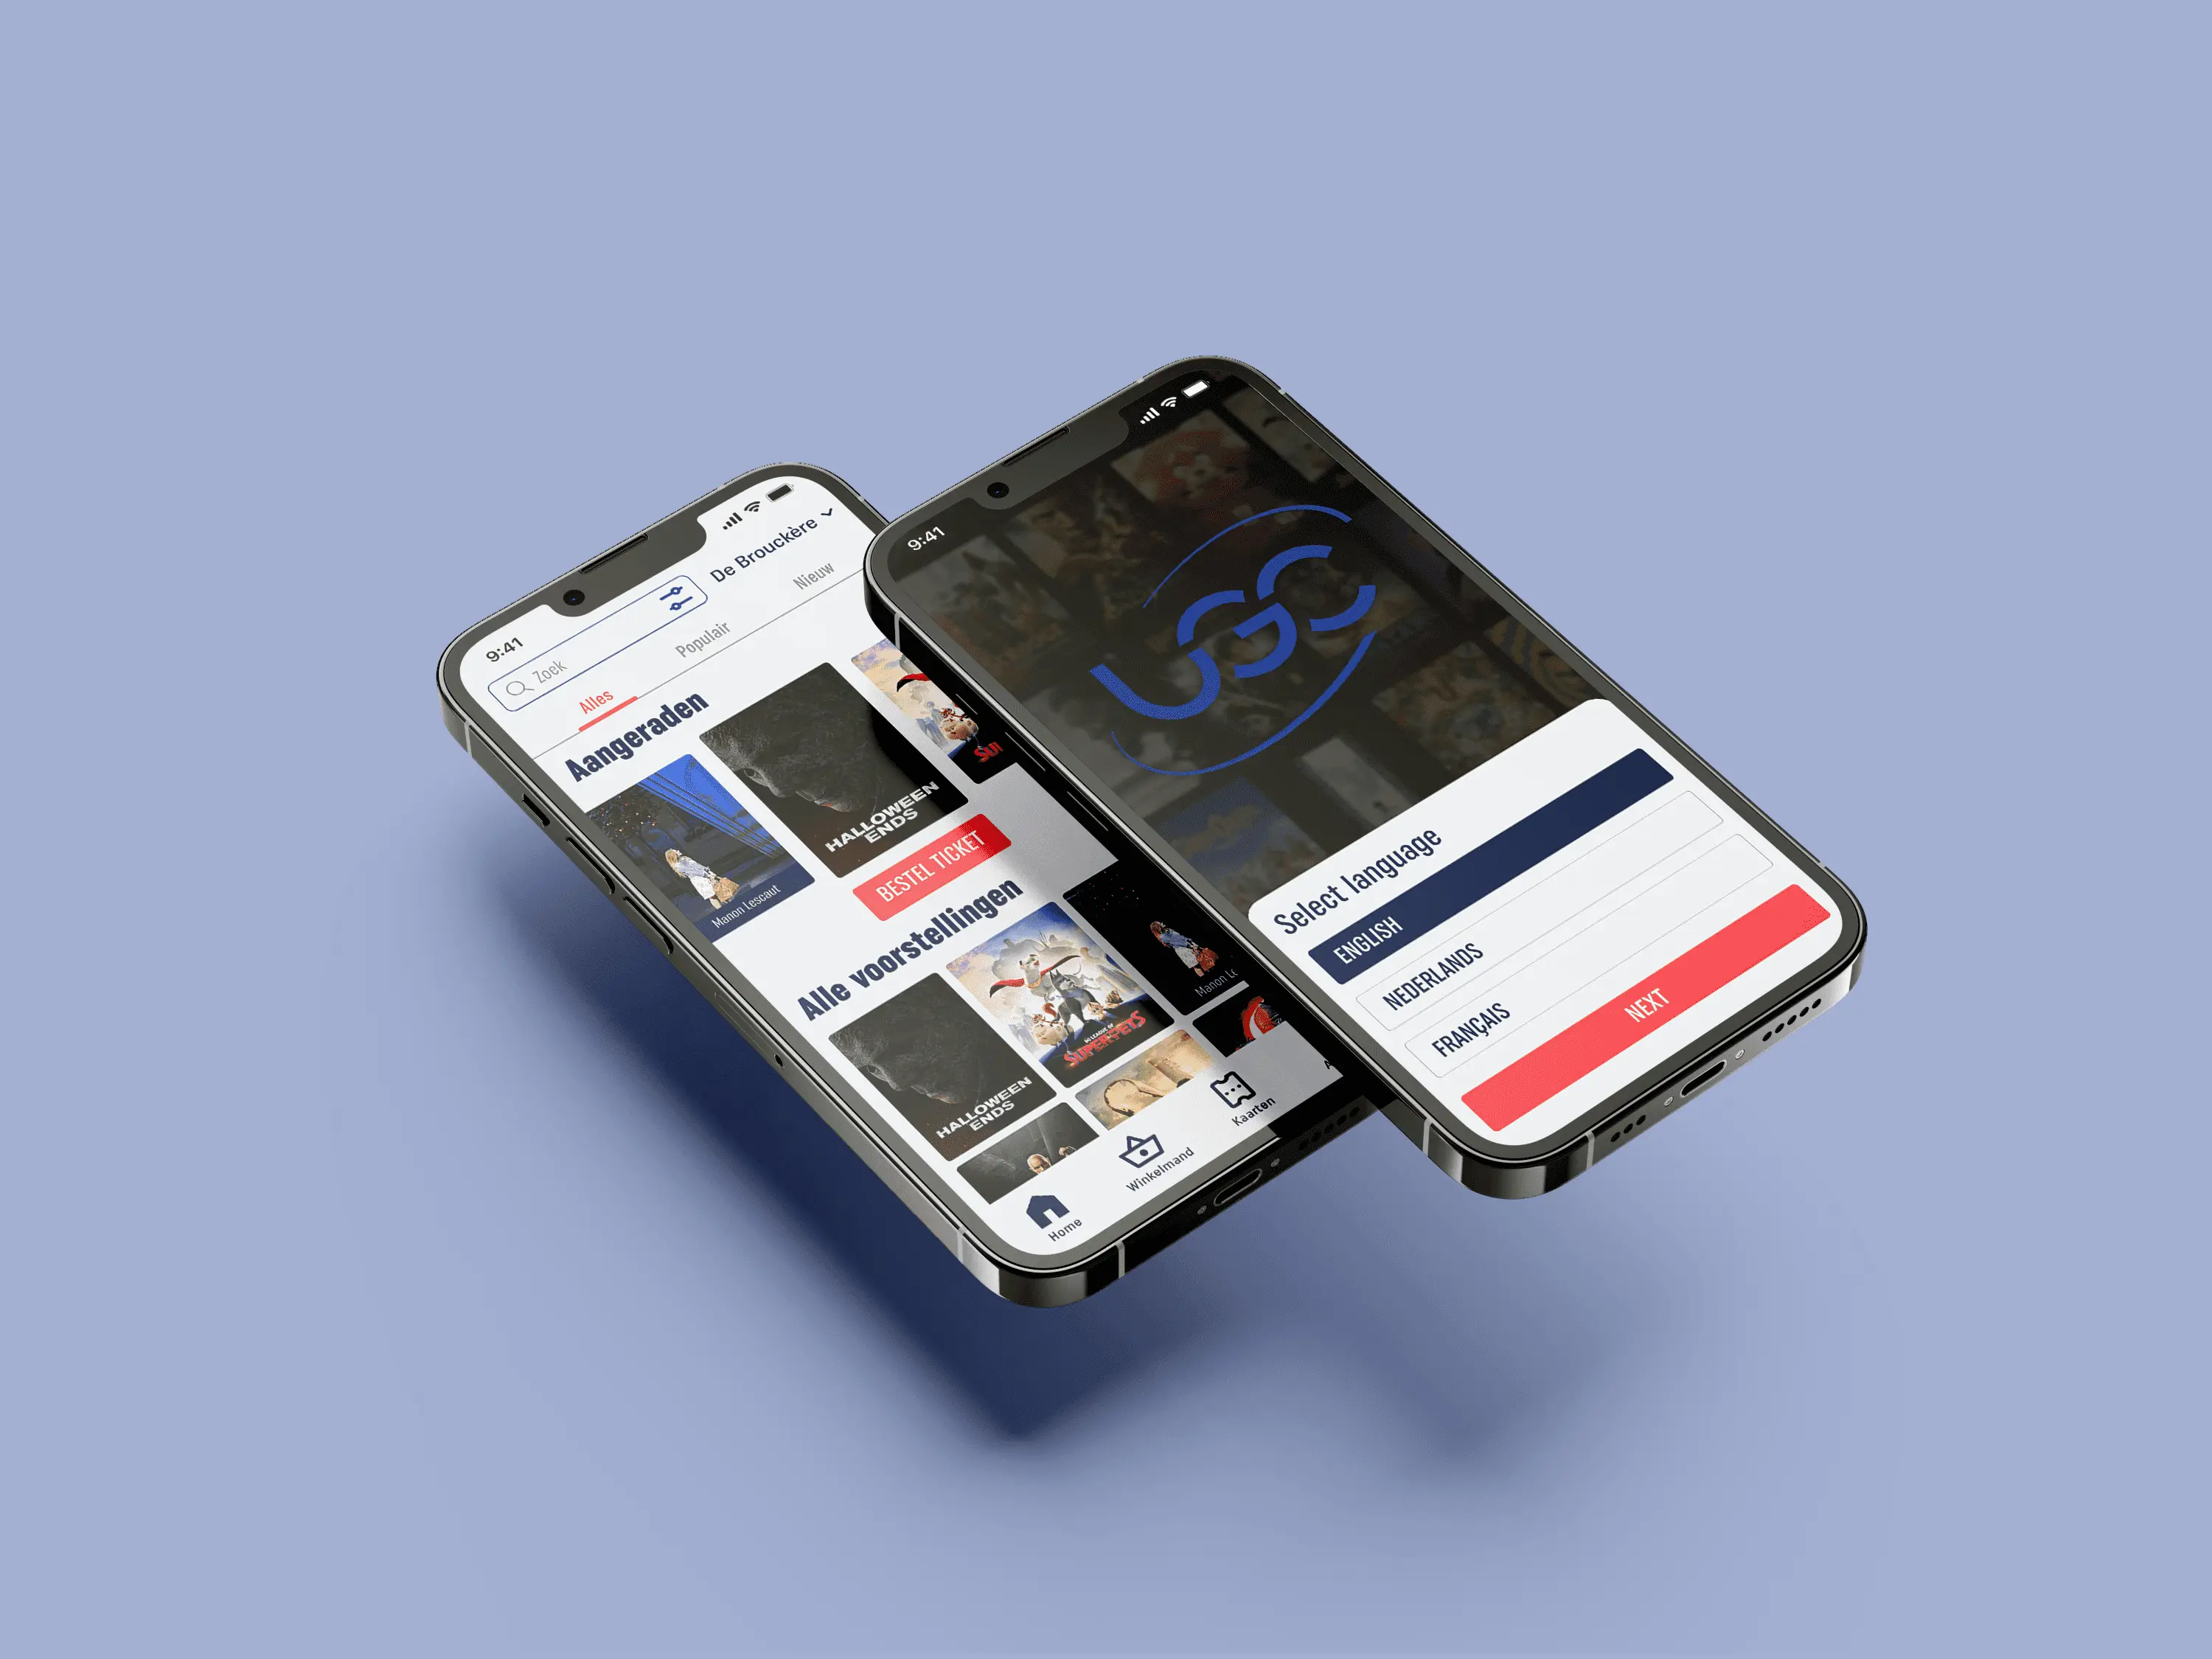 9:41
Zoek
De Brouckère
Alles
Populair
Nieuw
Aangeraden
Manon Lescaut
HALLOWEEN
ENDS
BESTEL TICKET
Alle voorstellingen
HALLOWEEN
ENDS
SUPER-PETS
Manon
Home
Winkelmand
Kaarten
9:41
UGC
Select language
ENGLISH
NEDERLANDS
FRANÇAIS
NEXT